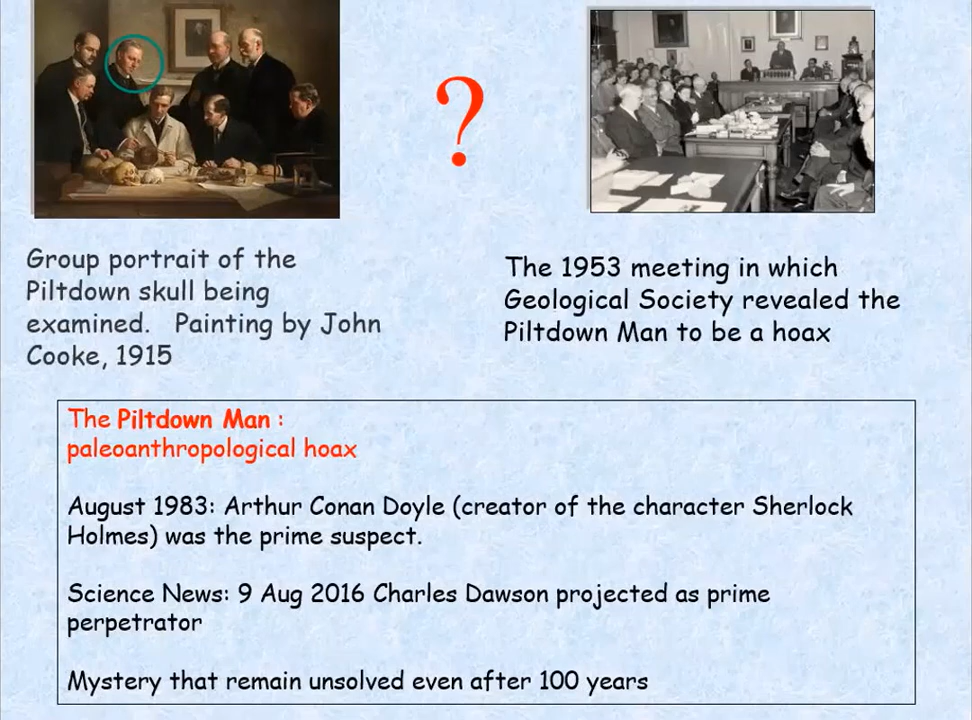 ?
Group portrait of the
Piltdown skull being
examined.   Painting by John
Cooke, 1915
The 1953 meeting in which
Geological Society revealed the
Piltdown Man to be a hoax
The Piltdown Man :
paleoanthropological hoax
August 1983: Arthur Conan Doyle (creator of the character Sherlock
Holmes) was the prime suspect.
Science News: 9 Aug 2016 Charles Dawson projected as prime
perpetrator
Mystery that remain unsolved even after 100 years